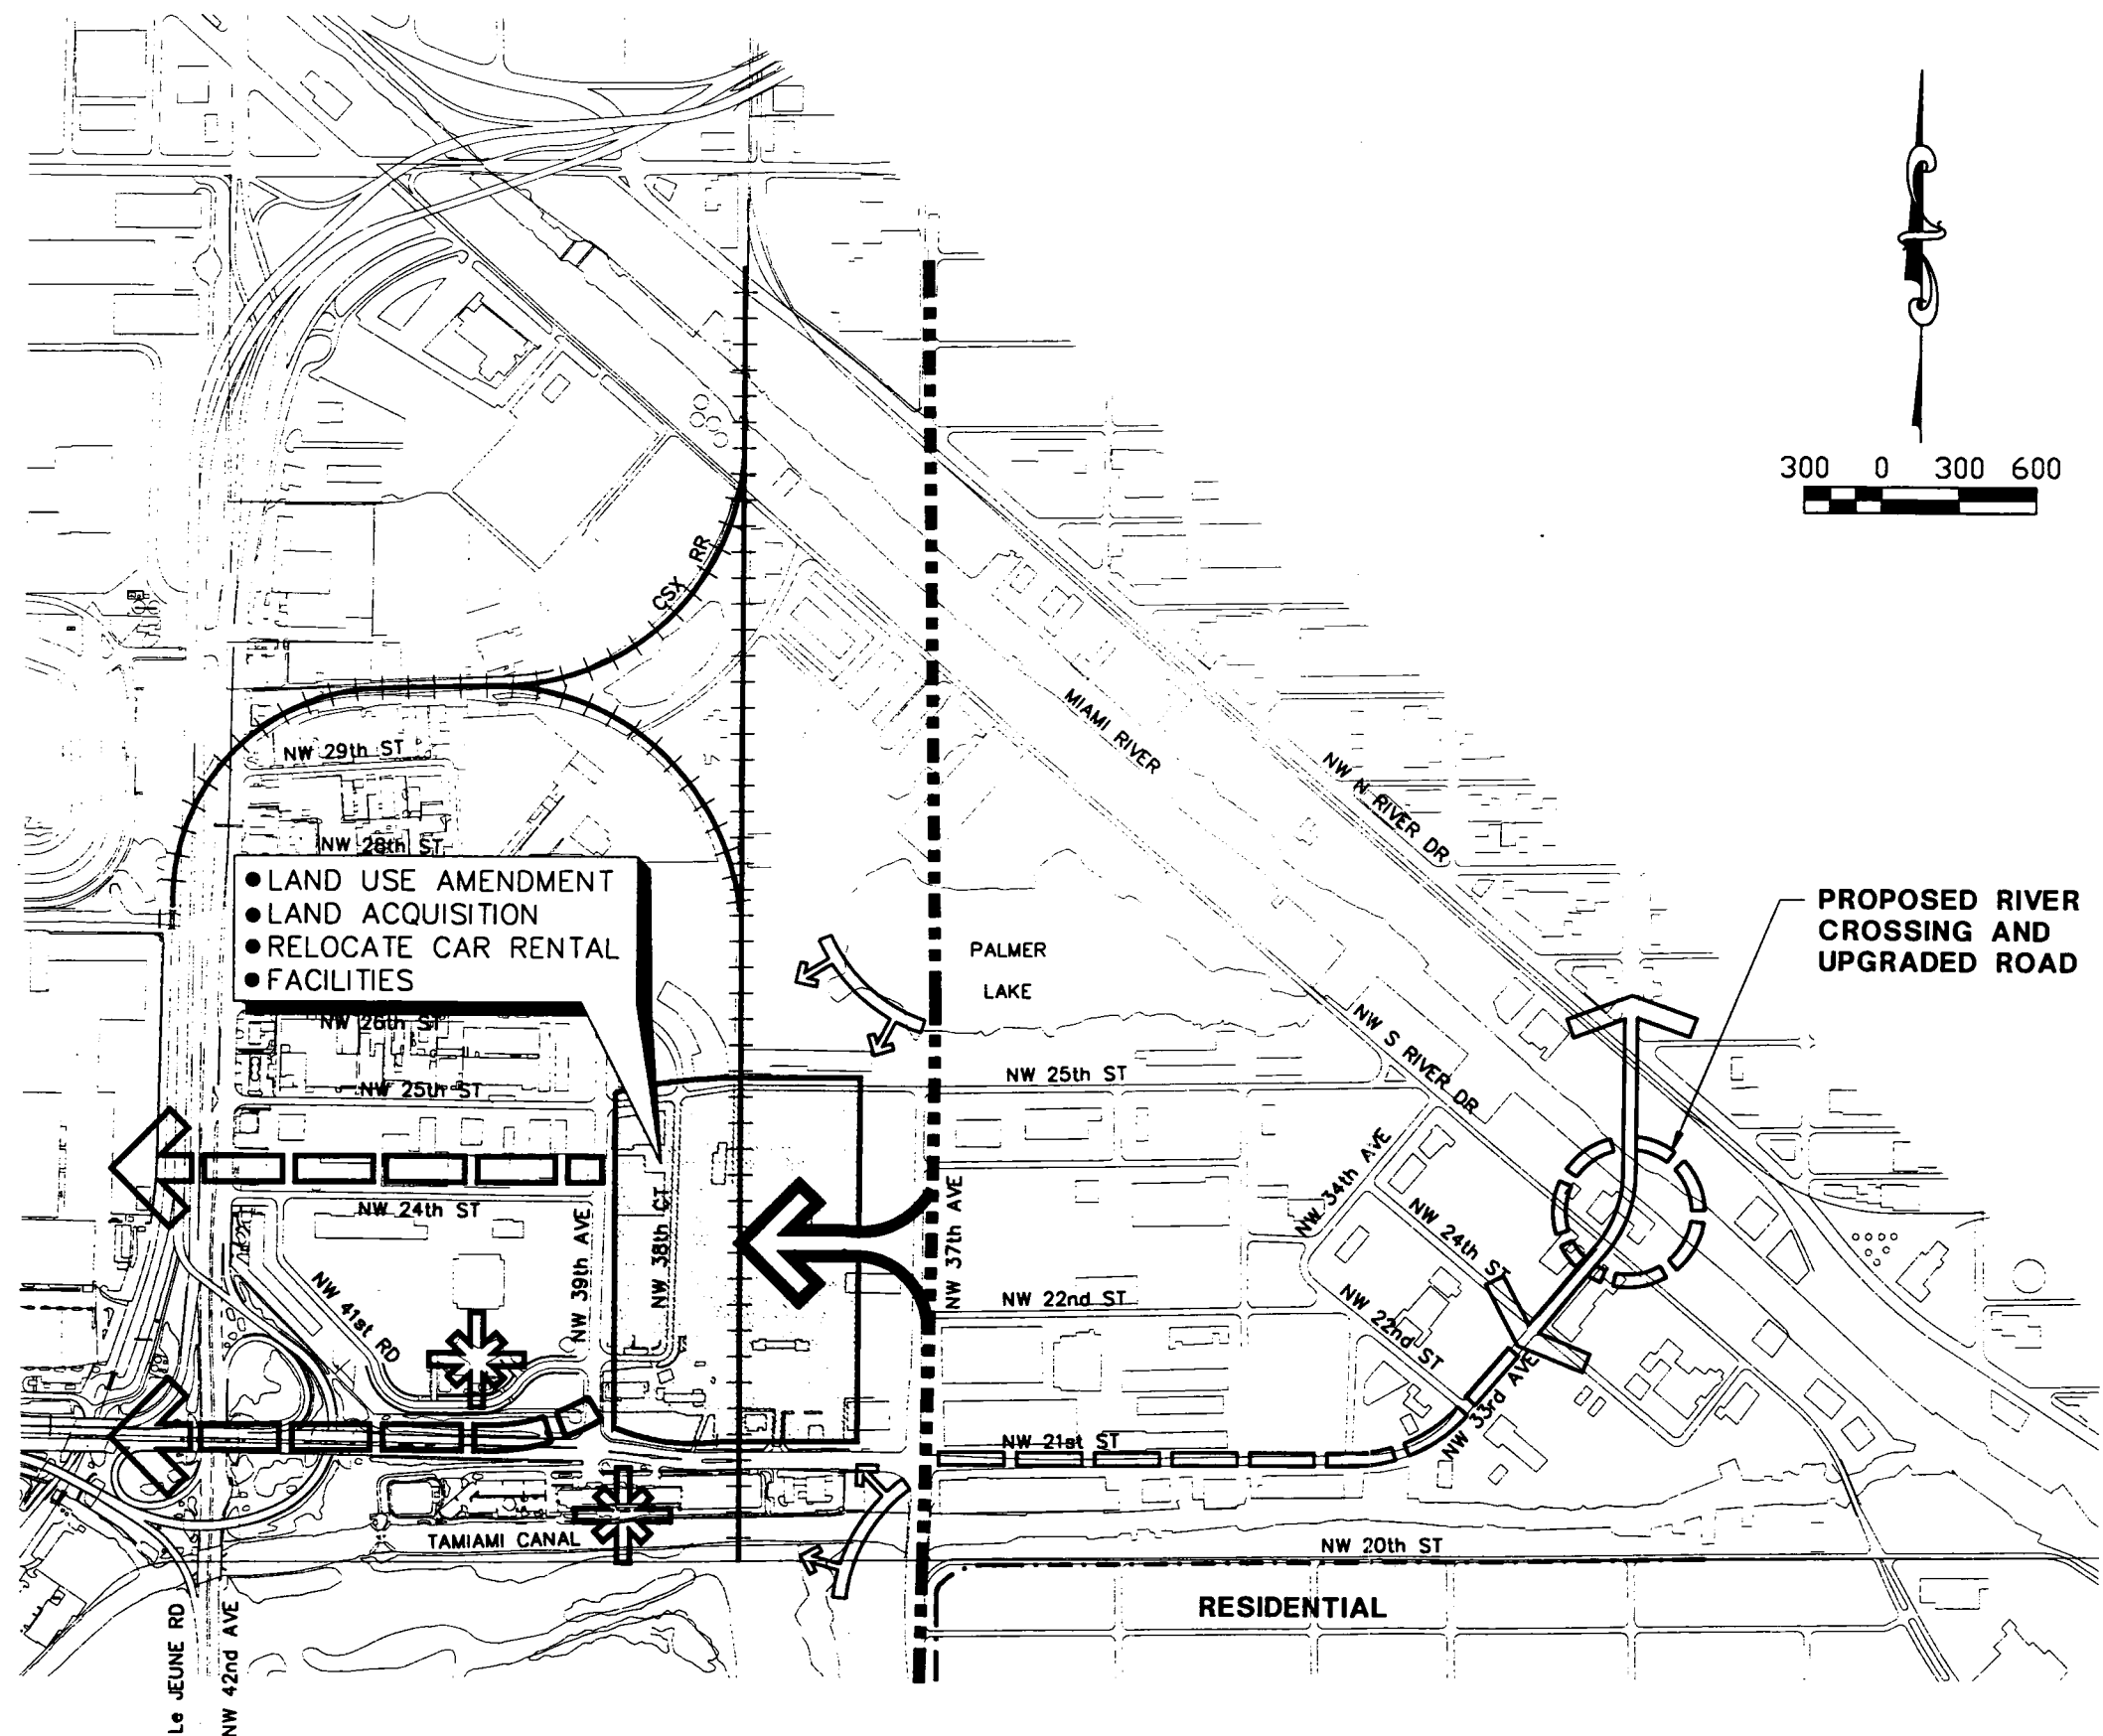 300 0 300 600
CSX RR
MIAMI RIVER
NW 29th ST
NW N RIVER DR
NW 28th ST
● LAND USE AMENDMENT
● LAND ACQUISITION
● RELOCATE CAR RENTAL
● FACILITIES
PROPOSED RIVER
CROSSING AND
UPGRADED ROAD
PALMER
LAKE
NW 26th ST
NW S RIVER DR
NW 25th ST
NW 25th ST
NW 34th AVE
NW 24th ST
NW 24th ST
NW 39th AVE
NW 38th CT
NW 37th AVE
NW 41st RD
NW 22nd ST
NW 22nd ST
NW 33rd AVE
NW 21st ST
TAMIAMI CANAL
NW 20th ST
RESIDENTIAL
Le JEUNE RD
NW 42nd AVE